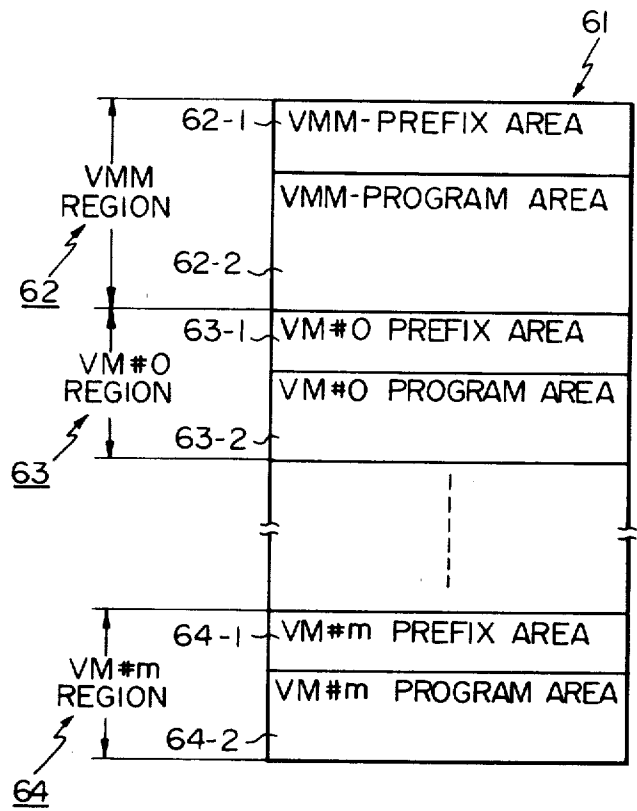 61
62-1 VMM-PREFIX AREA
VMM REGION
62
VMM-PROGRAM AREA
62-2
63-1 VM#0 PREFIX AREA
VM#0 REGION
63
VM#0 PROGRAM AREA
63-2
64-1 VM#m PREFIX AREA
VM#m REGION
64
VM#m PROGRAM AREA
64-2